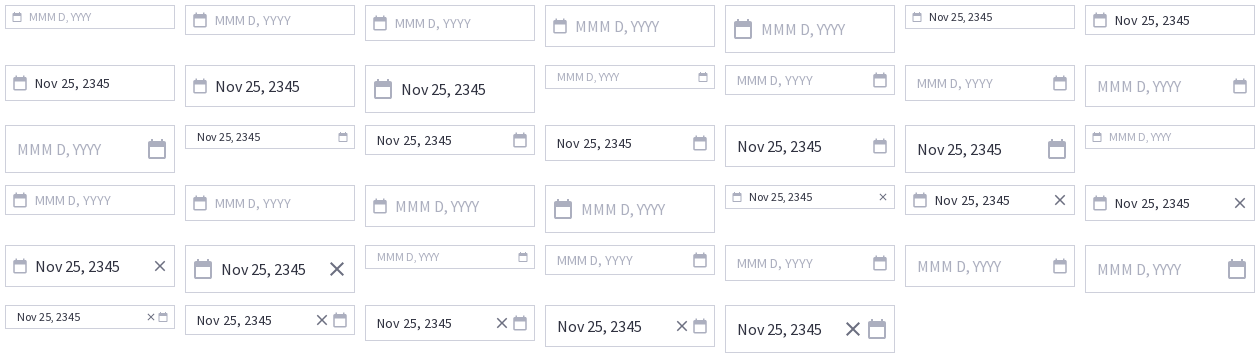 MMM D, YYYY MMM D, YYYY MMM D, YYYY MMM D, YYYY MMM D, YYYY Nov 25, 2345 Nov 25, 2345
Nov 25, 2345 Nov 25, 2345 Nov 25, 2345 MMM D, YYYY MMM D, YYYY MMM D, YYYY MMM D, YYYY
MMM D, YYYY Nov 25, 2345 Nov 25, 2345 Nov 25, 2345 Nov 25, 2345 Nov 25, 2345 MMM D, YYYY
MMM D, YYYY MMM D, YYYY MMM D, YYYY MMM D, YYYY Nov 25, 2345 Nov 25, 2345 Nov 25, 2345
Nov 25, 2345 Nov 25, 2345 MMM D, YYYY MMM D, YYYY MMM D, YYYY MMM D, YYYY MMM D, YYYY
Nov 25, 2345 Nov 25, 2345 Nov 25, 2345 Nov 25, 2345 Nov 25, 2345